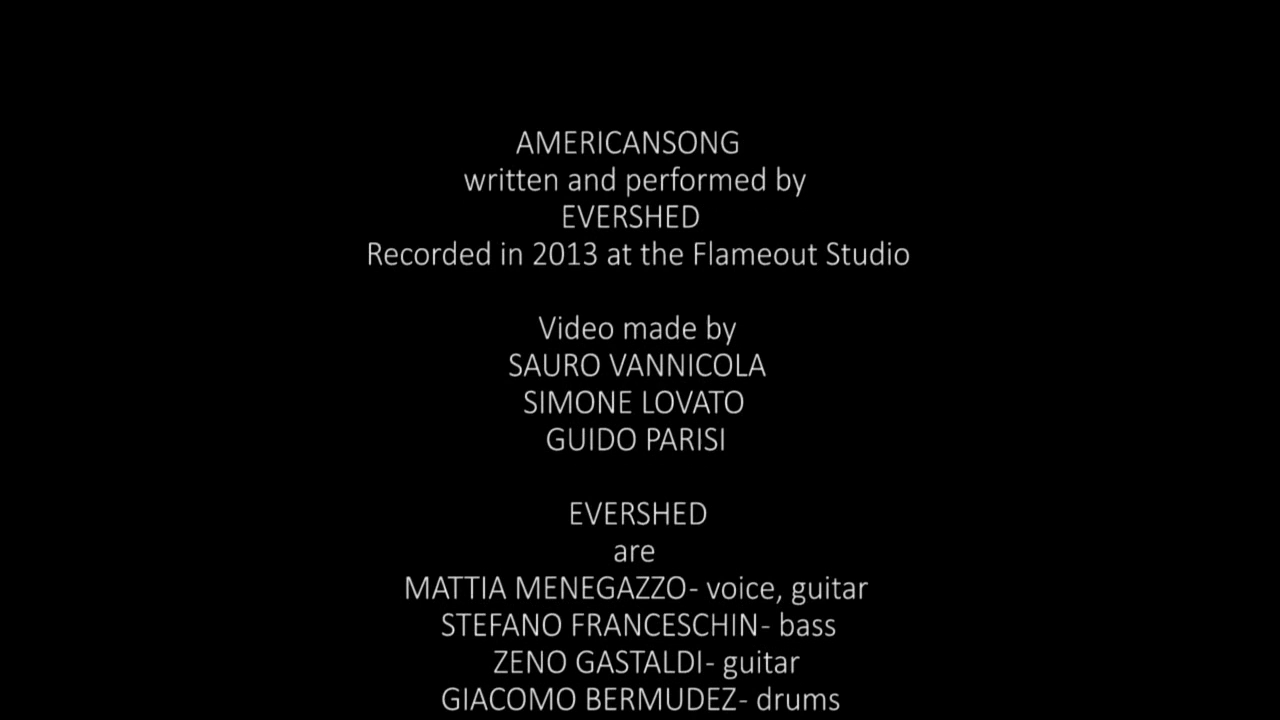 AMERICANSONG
written and performed by
EVERSHED
Recorded in 2013 at the Flameout Studio
Video made by
SAURO VANNICOLA
SIMONE LOVATO
GUIDO PARISI
EVERSHED
are
MATTIA MENEGAZZO- voice, guitar
STEFANO FRANCESCHIN- bass
ZENO GASTALDI- guitar
GIACOMO BERMUDEZ- drums